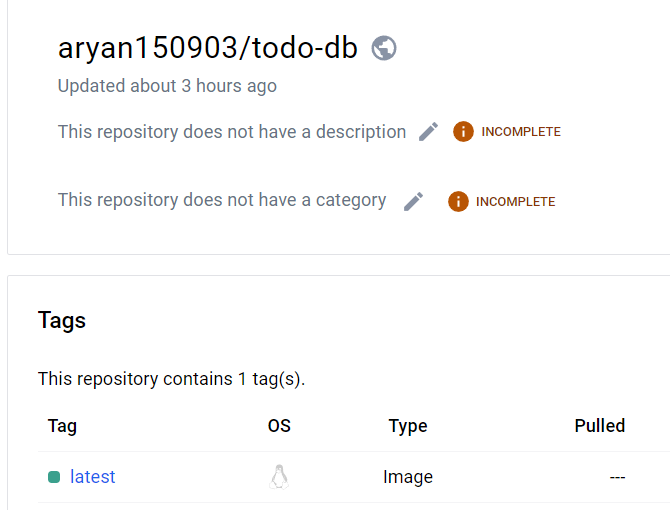 aryan150903/todo-db
Updated about 3 hours ago
This repository does not have a description INCOMPLETE
This repository does not have a category INCOMPLETE
Tags
This repository contains 1 tag(s).
Tag OS Type Pulled
latest Image ---